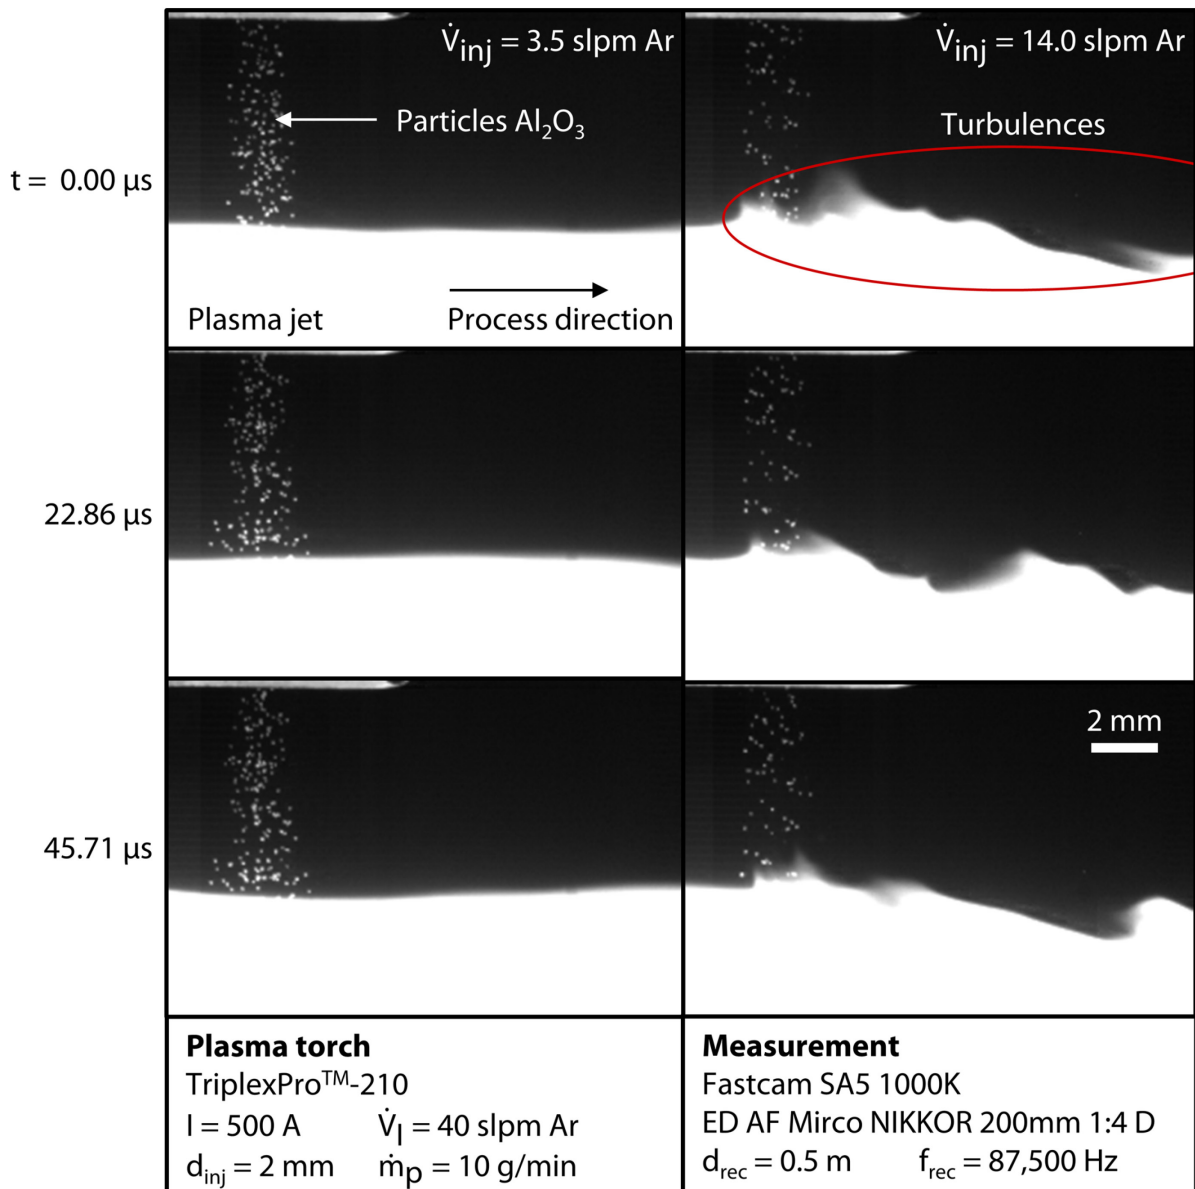 V̇inj = 3.5 slpm Ar
V̇inj = 14.0 slpm Ar
Particles Al₂O₃
Turbulences
t = 0.00 µs
Plasma jet
Process direction
22.86 µs
2 mm
45.71 µs
Plasma torch
TriplexPro™-210
I = 500 A V̇I = 40 slpm Ar
dinj = 2 mm ṁp = 10 g/min
Measurement
Fastcam SA5 1000K
ED AF Mirco NIKKOR 200mm 1:4 D
drec = 0.5 m frec = 87,500 Hz